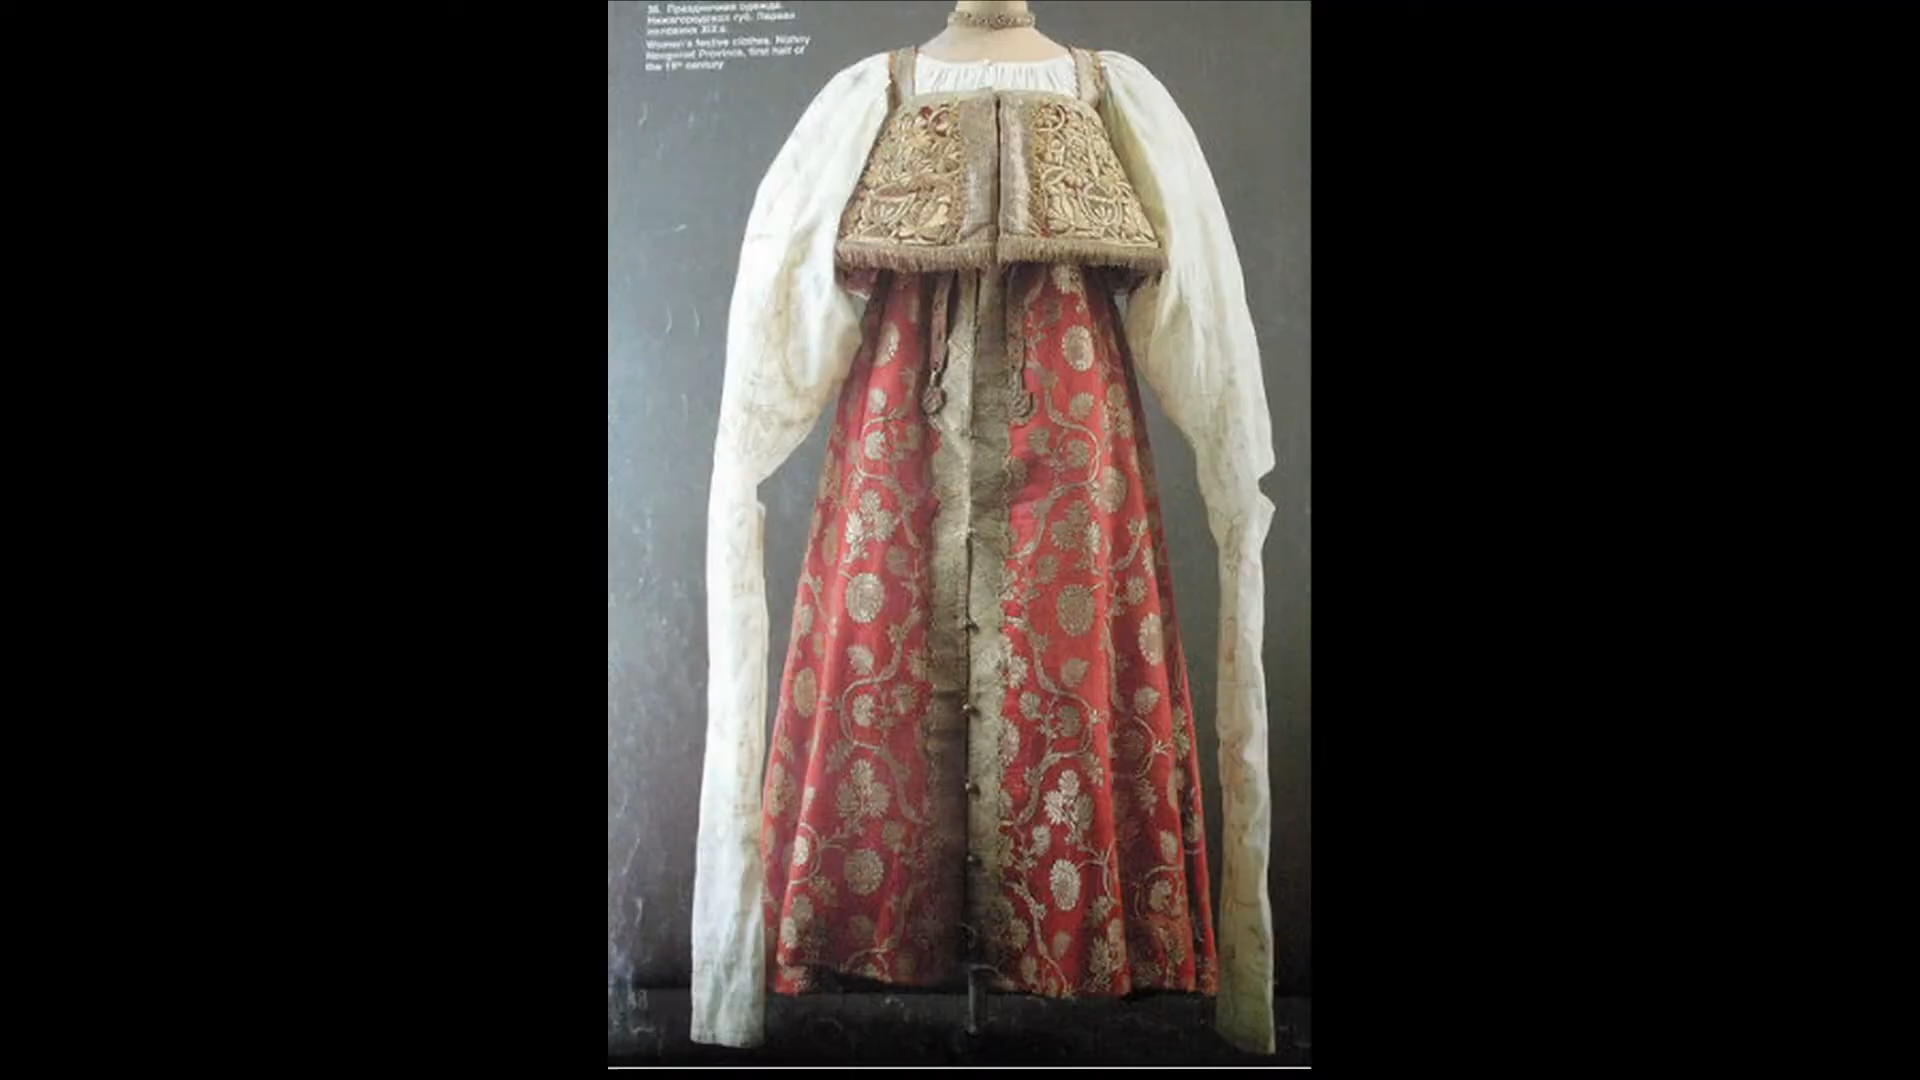 38. Праздничная одежда.
Нижегородская губ. Первая
половина XIX в.
Women's festive clothes. Nizhny
Novgorod Province, first half of
the 19th century